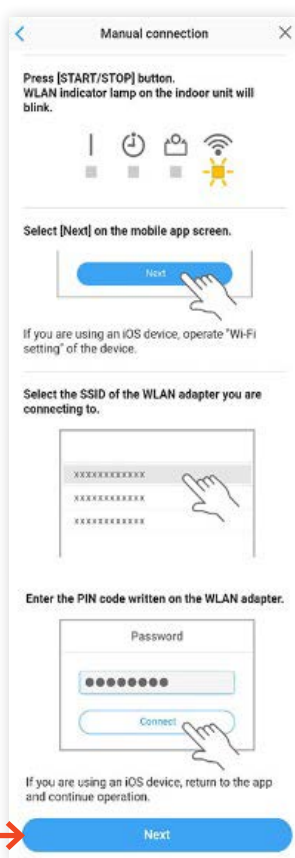 Manual connection
Press [START/STOP] button.
WLAN indicator lamp on the indoor unit will
blink.
Select [Next] on the mobile app screen.
Next
If you are using an iOS device, operate "Wi-Fi
setting" of the device.
Select the SSID of the WLAN adapter you are
connecting to.
xxxxxxxxxxxx
xxxxxxxxxxxx
xxxxxxxxxxxx
Enter the PIN code written on the WLAN adapter.
Password
Connect
If you are using an iOS device, return to the app
and continue operation.
Next